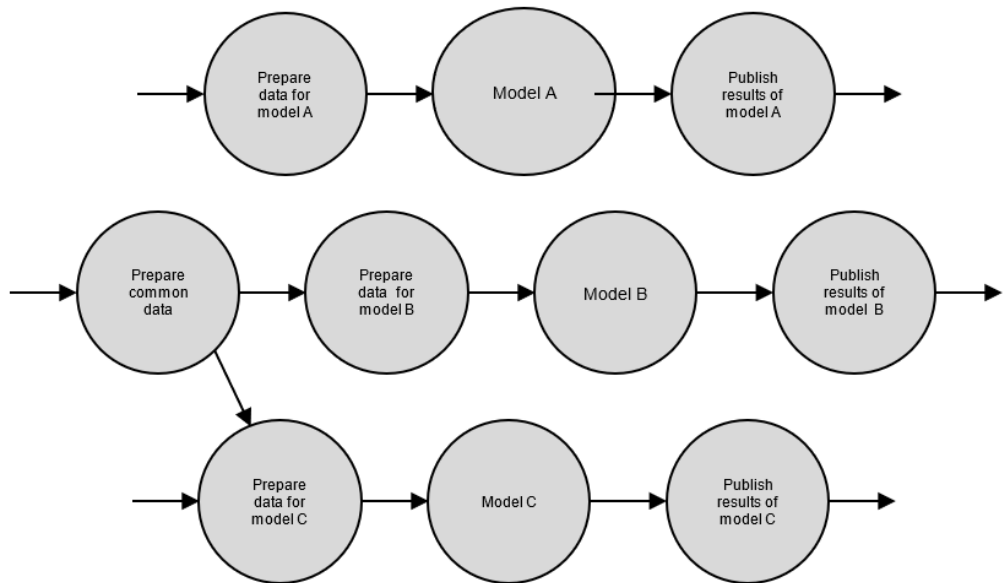 Prepare
data for
model A
Model A
Publish
results of
model A
Prepare
common
data
Prepare
data for
model B
Model B
Publish
results of
model B
Prepare
data for
model C
Model C
Publish
results of
model C